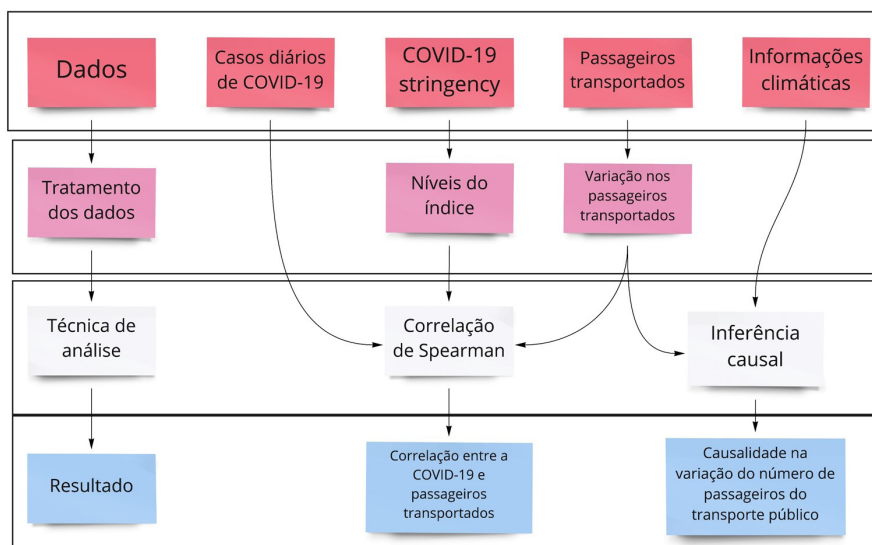 Dados
Casos diários
de COVID-19
COVID-19
stringency
Passageiros
transportados
Informações
climáticas
Tratamento
dos dados
Níveis do
índice
Variação nos
passageiros
transportados
Técnica de
análise
Correlação
de Spearman
Inferência
causal
Resultado
Correlação entre a
COVID-19 e
passageiros
transportados
Causalidade na
variação do número de
passageiros do
transporte público